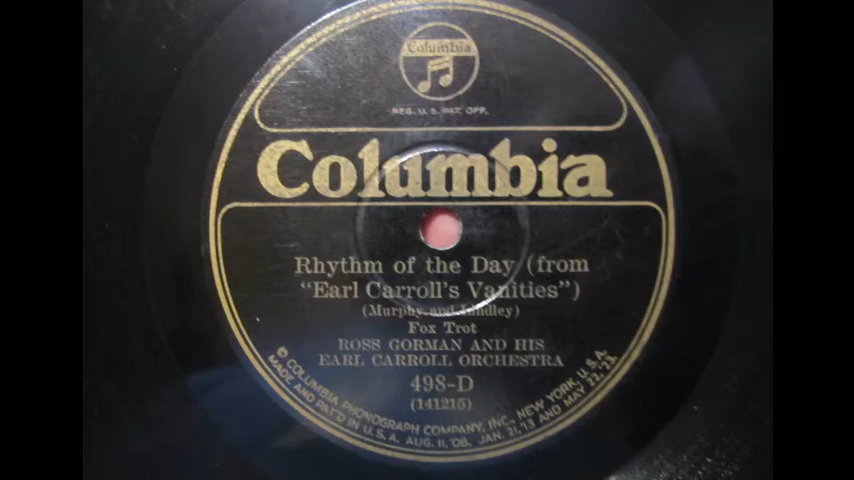 Columbia
REG. U. S. PAT. OFF.
Columbia
Rhythm of the Day (from
"Earl Carroll's Vanities")
(Murphy and Lindley)
Fox Trot
ROSS GORMAN AND HIS
EARL CARROLL ORCHESTRA
498-D
(141215)
© COLUMBIA PHONOGRAPH COMPANY, INC., NEW YORK, U. S. A.
MADE AND PAT'D IN U. S. A. AUG. 11, '08. JAN. 21, '13 AND MAY 22, '23.